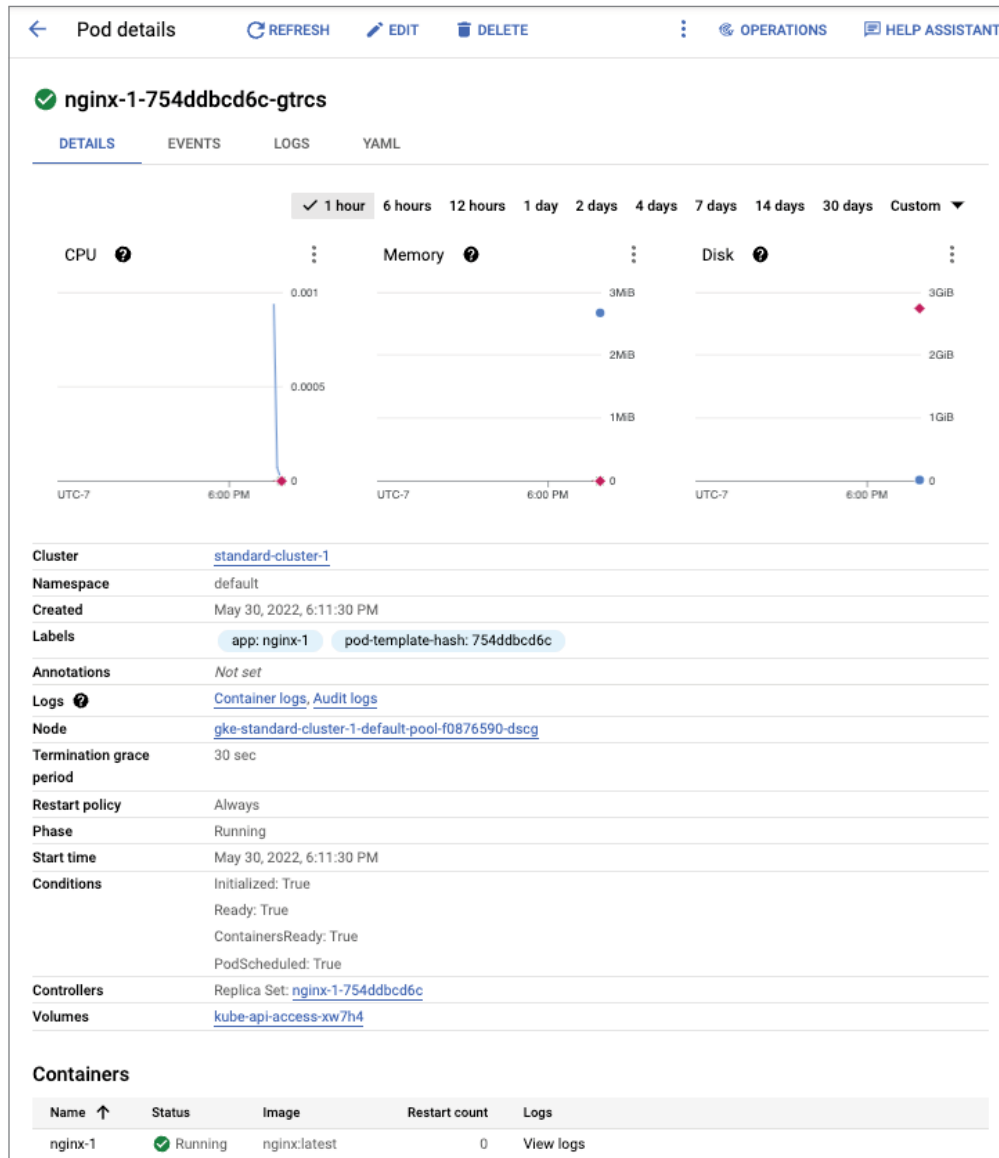 Pod details REFRESH EDIT DELETE OPERATIONS HELP ASSISTANT
nginx-1-754ddbcd6c-gtrcs
DETAILS EVENTS LOGS YAML
1 hour 6 hours 12 hours 1 day 2 days 4 days 7 days 14 days 30 days Custom
CPU
0.001
0.0005
0
UTC-7 6:00 PM
Memory
3MiB
2MiB
1MiB
0
UTC-7 6:00 PM
Disk
3GiB
2GiB
1GiB
0
UTC-7 6:00 PM
Cluster standard-cluster-1
Namespace default
Created May 30, 2022, 6:11:30 PM
Labels app: nginx-1 pod-template-hash: 754ddbcd6c
Annotations Not set
Logs Container logs, Audit logs
Node gke-standard-cluster-1-default-pool-f0876590-dscg
Termination grace 30 sec
period
Restart policy Always
Phase Running
Start time May 30, 2022, 6:11:30 PM
Conditions Initialized: True
Ready: True
ContainersReady: True
PodScheduled: True
Controllers Replica Set: nginx-1-754ddbcd6c
Volumes kube-api-access-xw7h4
Containers
Name Status Image Restart count Logs
nginx-1 Running nginx:latest 0 View logs